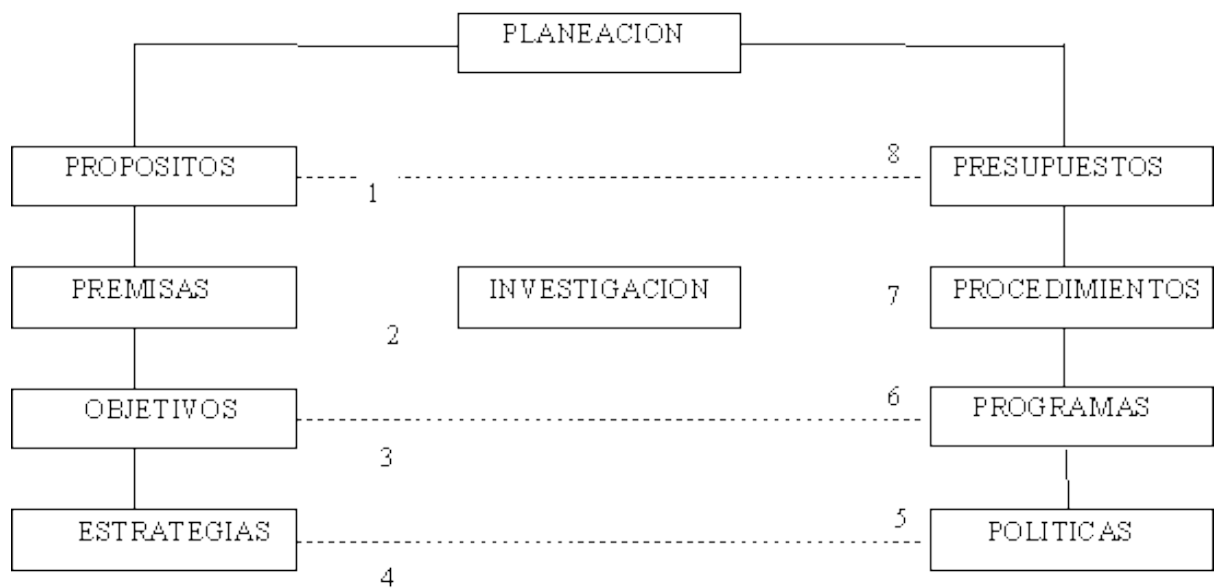 PLANEACION
PROPOSITOS
8
PRESUPUESTOS
1
PREMISAS
INVESTIGACION
7
PROCEDIMIENTOS
2
OBJETIVOS
6
PROGRAMAS
3
ESTRATEGIAS
5
POLITICAS
4